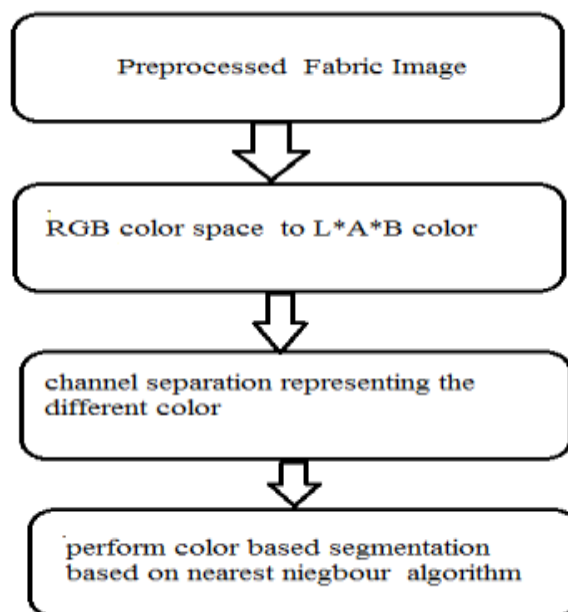 Preprocessed Fabric Image
RGB color space to L*A*B color
channel separation representing the
different color
perform color based segmentation
based on nearest niegbour algorithm